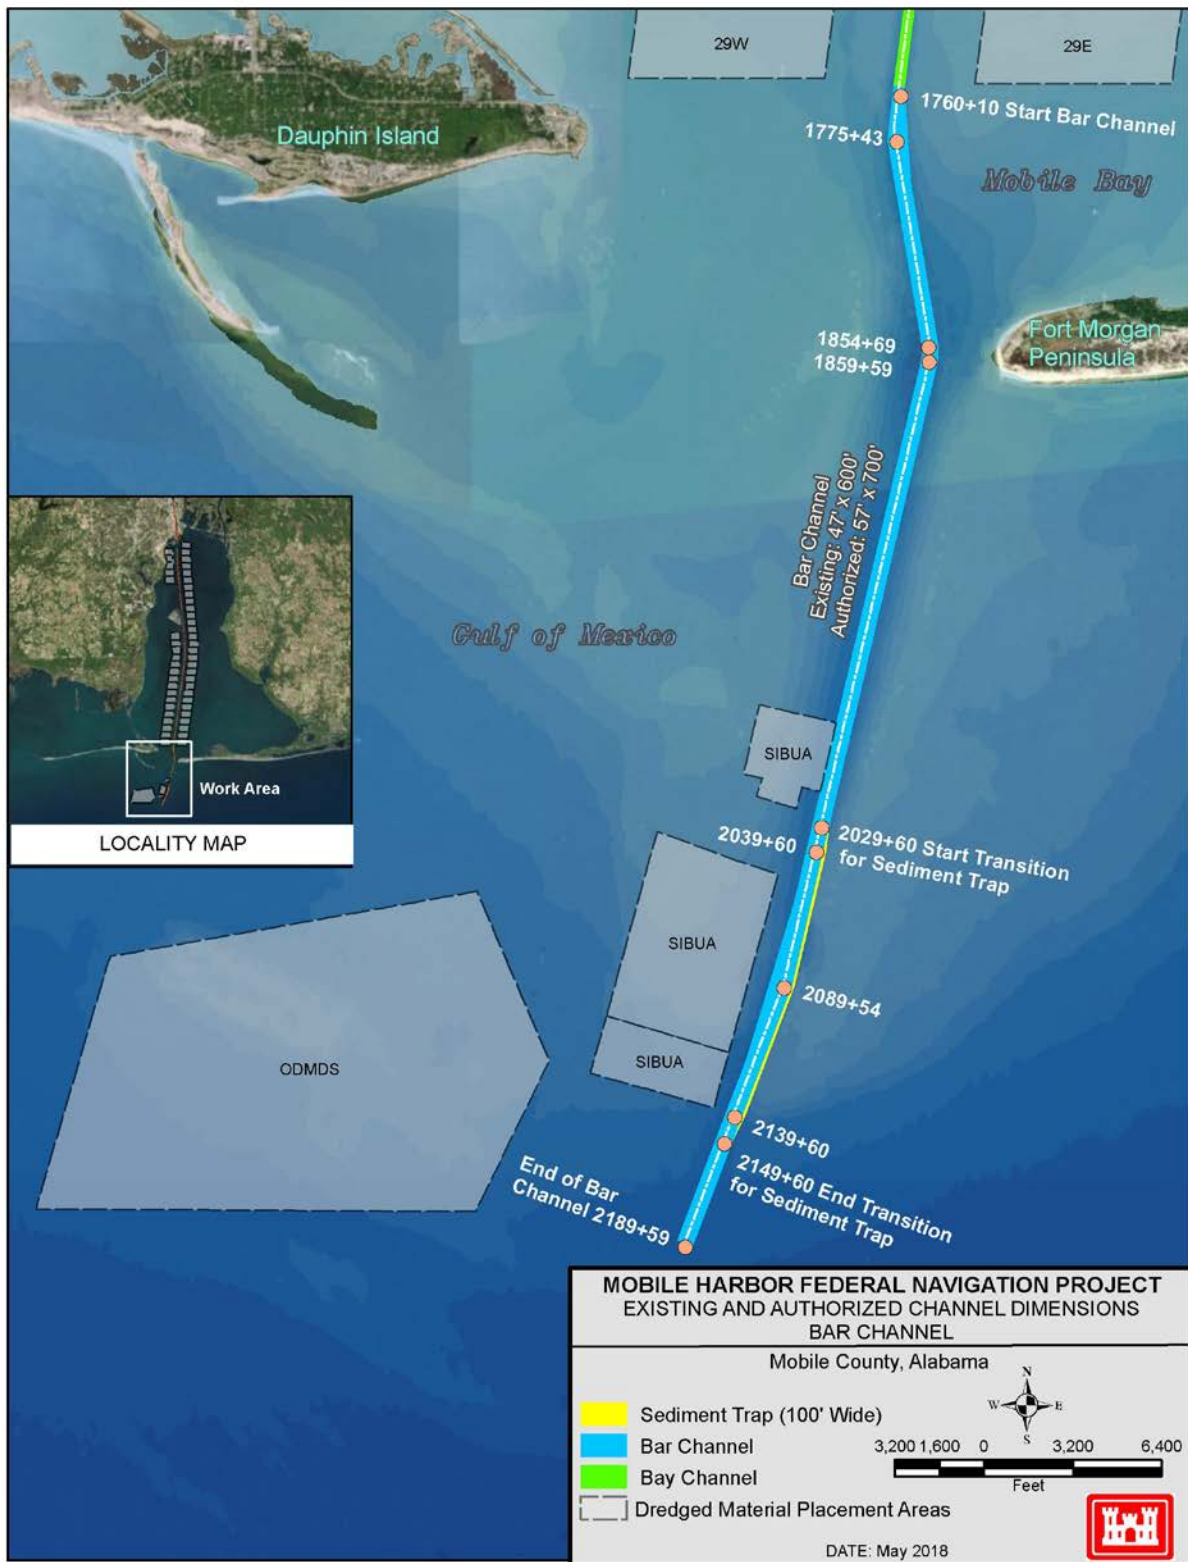 29W
29E
1760+10 Start Bar Channel
1775+43
Dauphin Island
Mobile Bay
1854+69
1859+59
Fort Morgan
Peninsula
Bar Channel
Existing: 47' x 600'
Authorized: 57' x 700'
Gulf of Mexico
Work Area
LOCALITY MAP
SIBUA
2039+60
2029+60 Start Transition
for Sediment Trap
SIBUA
2089+54
SIBUA
ODMDS
2139+60
2149+60 End Transition
for Sediment Trap
End of Bar
Channel 2189+59
MOBILE HARBOR FEDERAL NAVIGATION PROJECT
EXISTING AND AUTHORIZED CHANNEL DIMENSIONS
BAR CHANNEL
Mobile County, Alabama
N
W E
S
Sediment Trap (100' Wide)
Bar Channel
Bay Channel
Dredged Material Placement Areas
3,200 1,600 0 3,200 6,400
Feet
DATE: May 2018